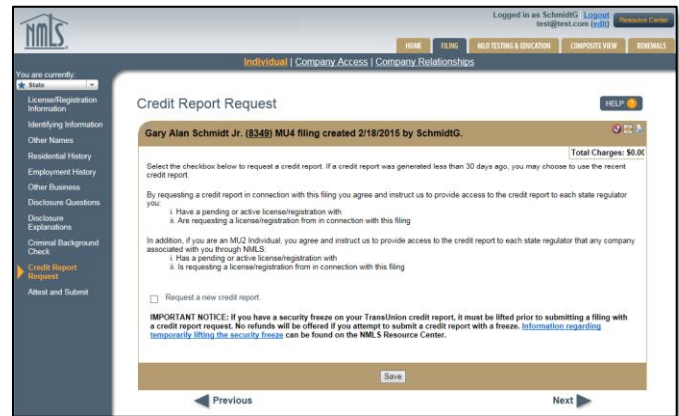 NMLS
Logged in as SchmidtG Logout
test@test.com (edit)
Resource Center
HOME FILING MLO TESTING & EDUCATION COMPOSITE VIEW RENEWALS
Individual | Company Access | Company Relationships
You are currently:
State
License/Registration
Information
Identifying Information
Other Names
Residential History
Employment History
Other Business
Disclosure Questions
Disclosure
Explanations
Criminal Background
Check
Credit Report
Request
Attest and Submit
Credit Report Request
HELP ?
Gary Alan Schmidt Jr. (8349) MU4 filing created 2/18/2015 by SchmidtG.
Total Charges: $0.00
Select the checkbox below to request a credit report. If a credit report was generated less than 30 days ago, you may choose to use the recent
credit report.
By requesting a credit report in connection with this filing you agree and instruct us to provide access to the credit report to each state regulator
you:
i. Have a pending or active license/registration with
ii. Are requesting a license/registration from in connection with this filing
In addition, if you are an MU2 Individual, you agree and instruct us to provide access to the credit report to each state regulator that any company
associated with you through NMLS:
i. Has a pending or active license/registration with
ii. Is requesting a license/registration from in connection with this filing
Request a new credit report.
IMPORTANT NOTICE: If you have a security freeze on your TransUnion credit report, it must be lifted prior to submitting a filing with
a credit report request. No refunds will be offered if you attempt to submit a credit report with a freeze. Information regarding
temporarily lifting the security freeze can be found on the NMLS Resource Center.
Save
Previous
Next